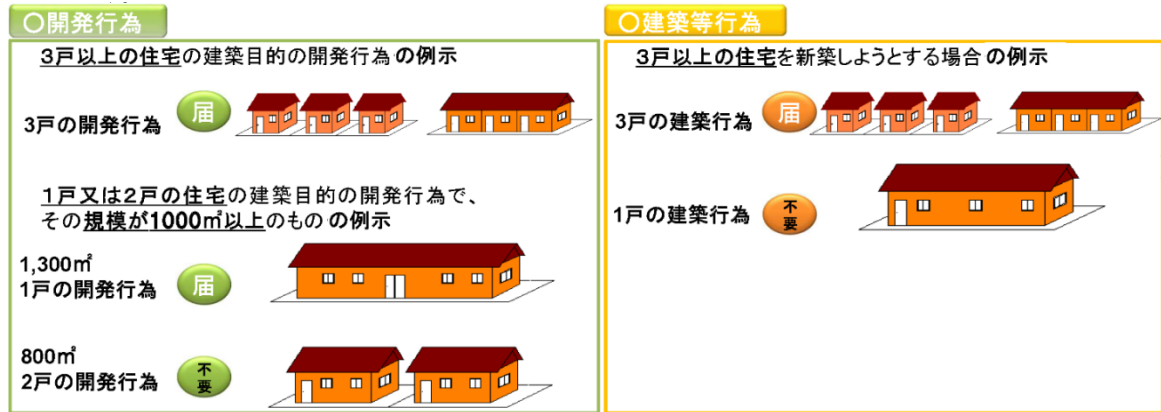 〇開発行為
3戸以上の住宅の建築目的の開発行為の例示
3戸の開発行為
届
1戸又は2戸の住宅の建築目的の開発行為で、
その規模が1000㎡以上のものの例示
1,300㎡
1戸の開発行為
届
800㎡
2戸の開発行為
不
要
〇建築等行為
3戸以上の住宅を新築しようとする場合の例示
3戸の建築行為
届
1戸の建築行為
不
要